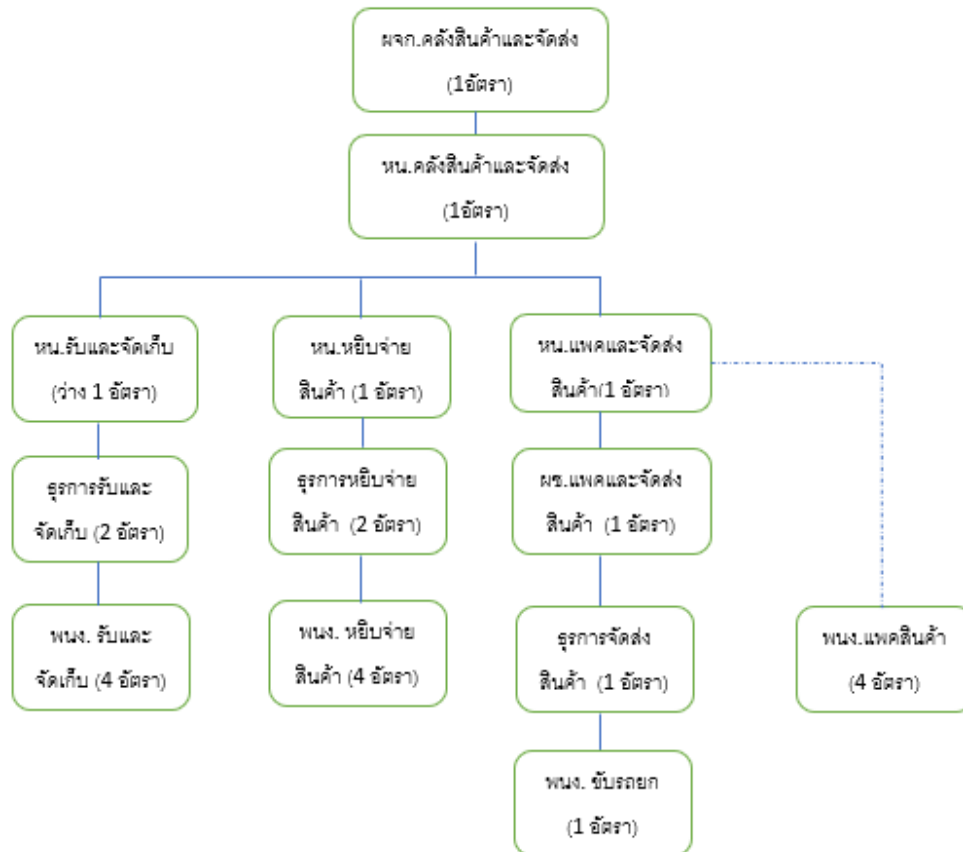 ผจก.คลังสินค้าและจัดส่ง
(1อัตรา)
หน.คลังสินค้าและจัดส่ง
(1อัตรา)
หน.รับและจัดเก็บ
(ว่าง 1 อัตรา)
หน.หยิบจ่าย
สินค้า (1 อัตรา)
หน.แพคและจัดส่ง
สินค้า(1 อัตรา)
ธุรการรับและ
จัดเก็บ (2 อัตรา)
ธุรการหยิบจ่าย
สินค้า (2 อัตรา)
ผช.แพคและจัดส่ง
สินค้า (1 อัตรา)
พนง. รับและ
จัดเก็บ (4 อัตรา)
พนง. หยิบจ่าย
สินค้า (4 อัตรา)
ธุรการจัดส่ง
สินค้า (1 อัตรา)
พนง.แพคสินค้า
(4 อัตรา)
พนง. ขับรถยก
(1 อัตรา)